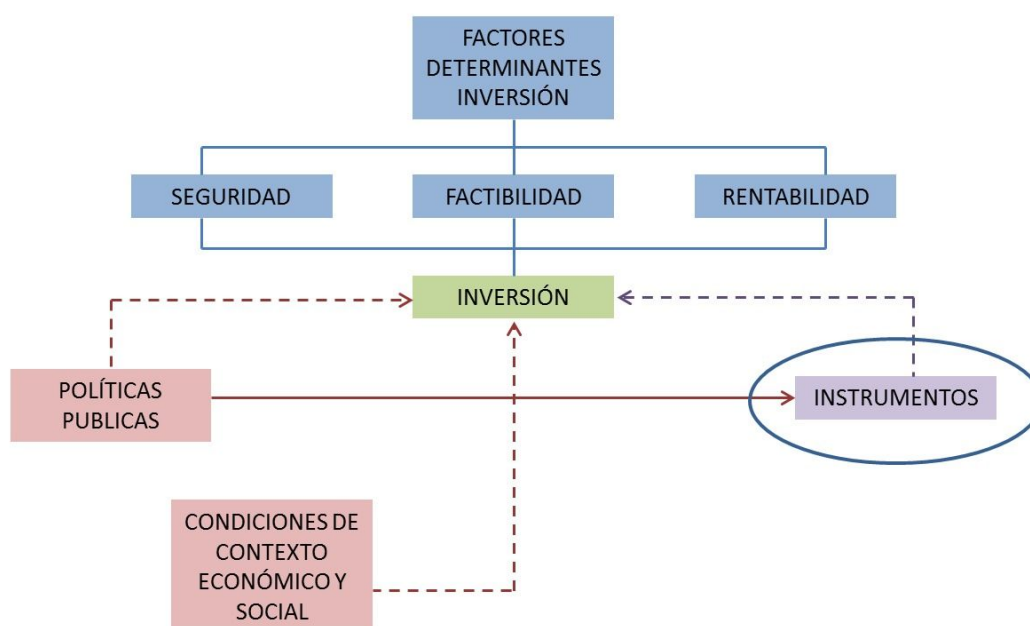 FACTORES
DETERMINANTES
INVERSIÓN
SEGURIDAD
FACTIBILIDAD
RENTABILIDAD
INVERSIÓN
POLÍTICAS
PUBLICAS
INSTRUMENTOS
CONDICIONES DE
CONTEXTO
ECONÓMICO Y
SOCIAL